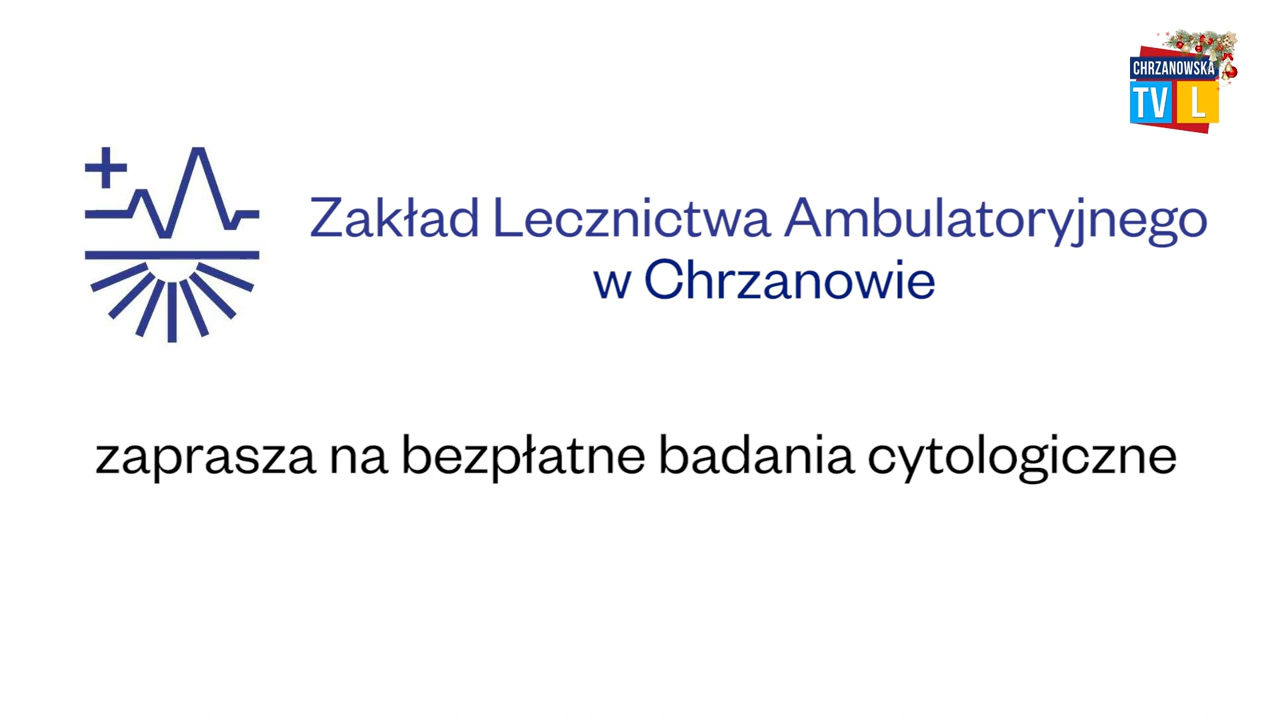 CHRZANOWSKA
TV L
Zakład Lecznictwa Ambulatoryjnego
w Chrzanowie
zaprasza na bezpłatne badania cytologiczne